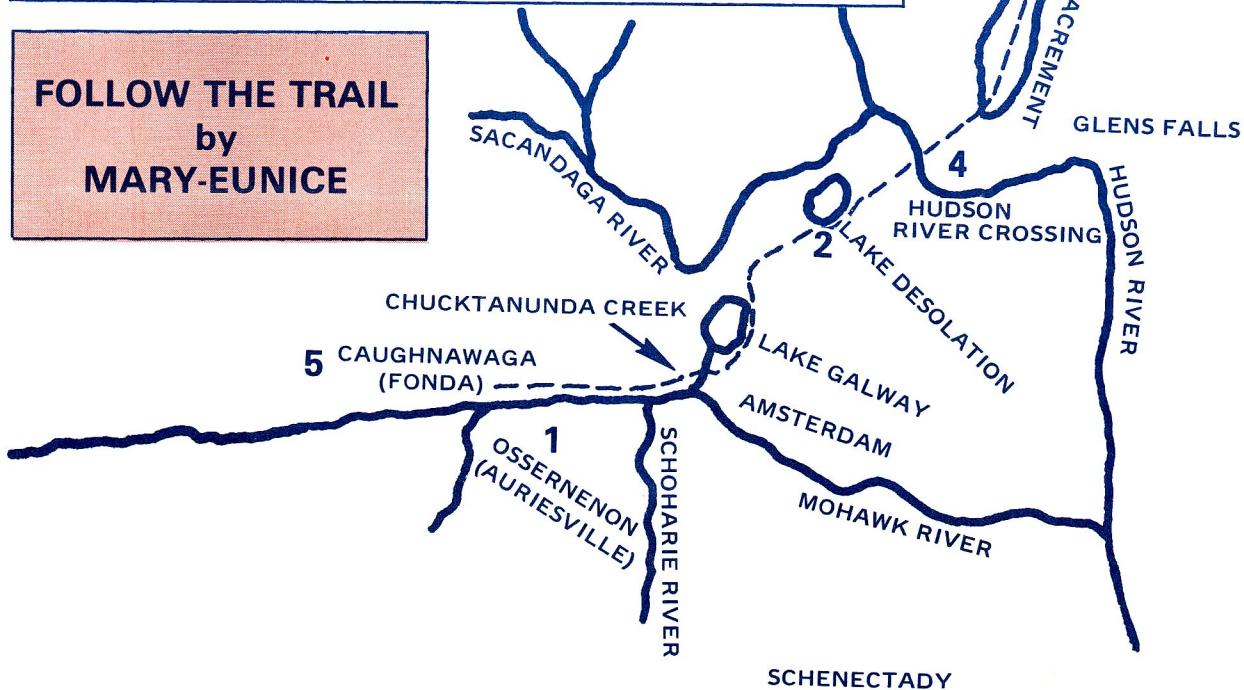 FOLLOW THE TRAIL
by
MARY-EUNICE
ACREMENT
GLENS FALLS
SACANDAGA RIVER
4
HUDSON
RIVER CROSSING
HUDSON RIVER
2
LAKE DESOLATION
CHUCKTANUNDA CREEK
5 CAUGHNAWAGA
(FONDA)
LAKE GALWAY
AMSTERDAM
1
OSSERNENON
(AURIESVILLE)
SCHOHARIE RIVER
MOHAWK RIVER
SCHENECTADY